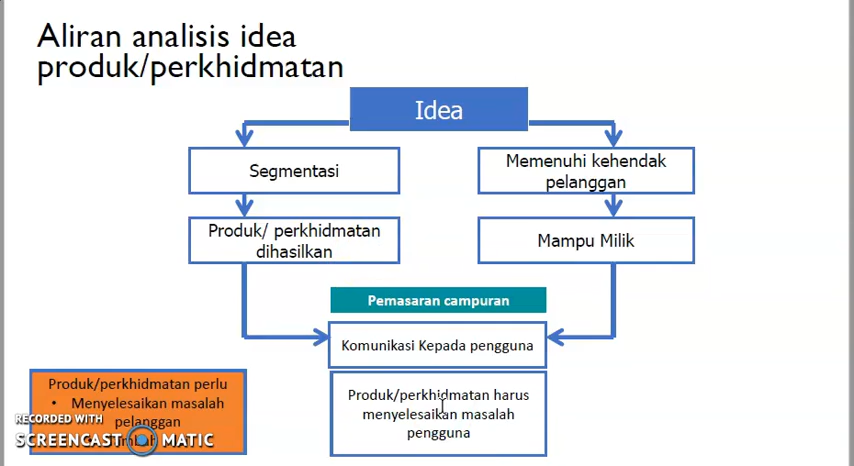 Aliran analisis idea
produk/perkhidmatan
Idea
Segmentasi
Memenuhi kehendak
pelanggan
Produk/ perkhidmatan
dihasilkan
Mampu Milik
Pemasaran campuran
Komunikasi Kepada pengguna
Produk/perkhidmatan harus
menyelesaikan masalah
pengguna
Produk/perkhidmatan perlu
• Menyelesaikan masalah
pelanggan
RECORDED WITH
SCREENCAST MATIC